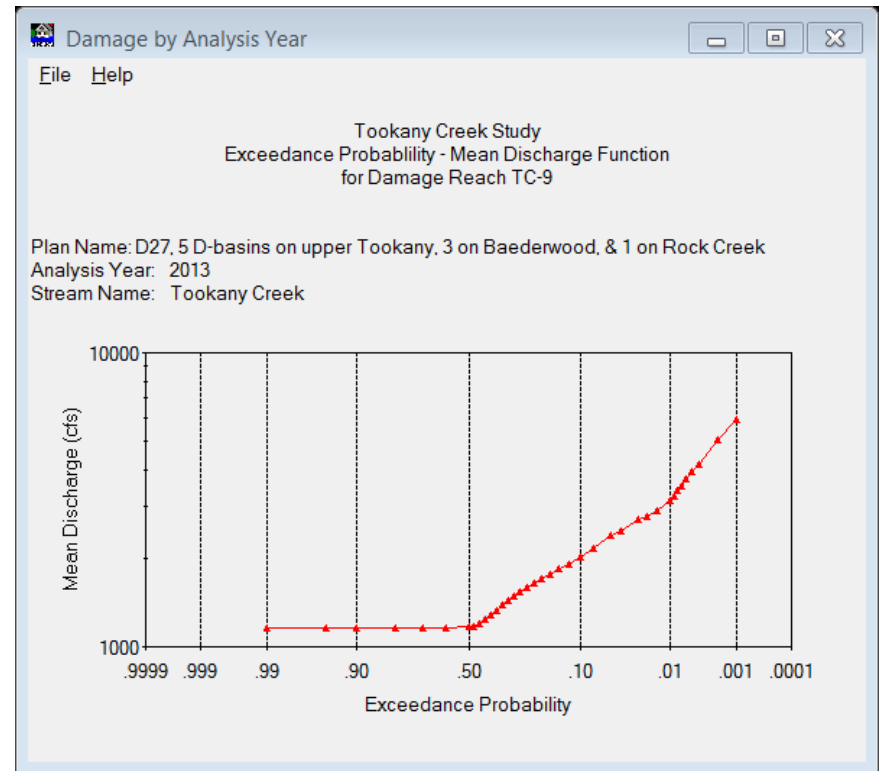 Damage by Analysis Year
File Help
Tookany Creek Study
Exceedance Probablility - Mean Discharge Function
for Damage Reach TC-9
Plan Name: D27, 5 D-basins on upper Tookany, 3 on Baederwood, & 1 on Rock Creek
Analysis Year: 2013
Stream Name: Tookany Creek
10000
Mean Discharge (cfs)
1000
.9999 .999 .99 .90 .50 .10 .01 .001 .0001
Exceedance Probability